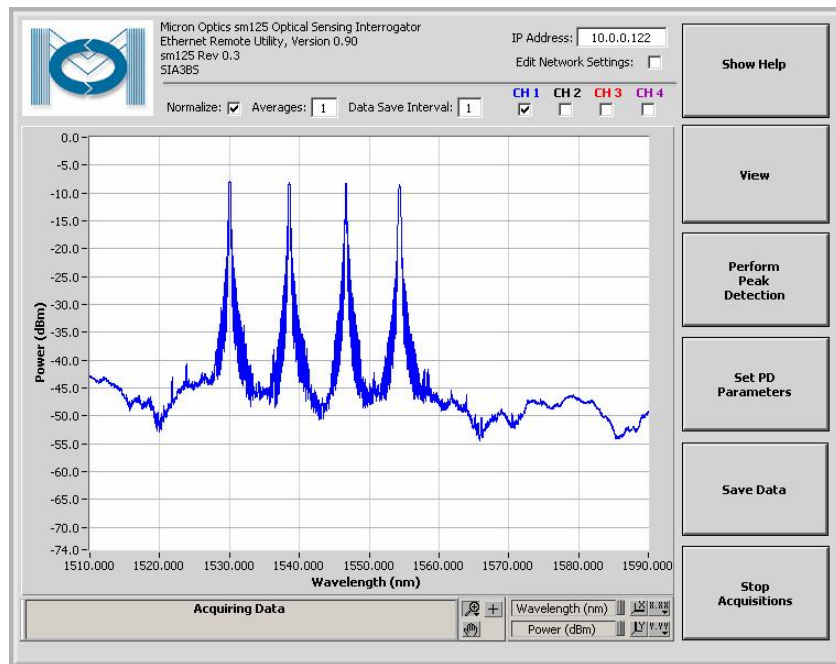 Micron Optics sm125 Optical Sensing Interrogator
Ethernet Remote Utility, Version 0.90
sm125 Rev 0.3
SIA3BS
IP Address: 10.0.0.122
Edit Network Settings:
Normalize: Averages: 1 Data Save Interval: 1
CH 1 CH 2 CH 3 CH 4
Show Help
View
Perform
Peak
Detection
Set PD
Parameters
Save Data
Stop
Acquisitions
Power (dBm)
0.0
-5.0
-10.0
-15.0
-20.0
-25.0
-30.0
-35.0
-40.0
-45.0
-50.0
-55.0
-60.0
-65.0
-70.0
-74.0
1510.000 1520.000 1530.000 1540.000 1550.000 1560.000 1570.000 1580.000 1590.000
Wavelength (nm)
Acquiring Data
Wavelength (nm)
Power (dBm)